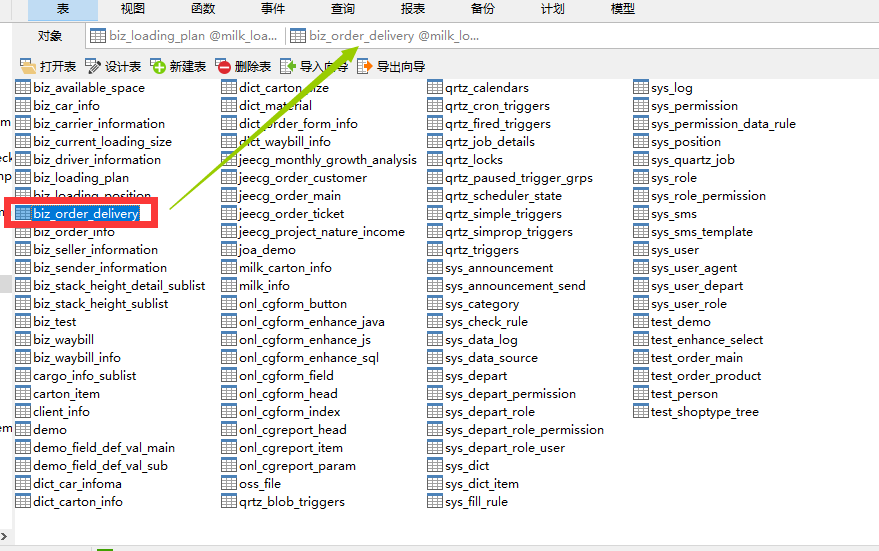 表 视图 函数 事件 查询 报表 备份 计划 模型
对象 biz_loading_plan @milk_loa... biz_order_delivery @milk_lo...
打开表 设计表 新建表 删除表 导入向导 导出向导
biz_available_space
biz_car_info
biz_carrier_information
biz_current_loading_size
biz_driver_information
biz_loading_plan
biz_loading_position
biz_order_delivery
biz_order_info
biz_seller_information
biz_sender_information
biz_stack_height_detail_sublist
biz_stack_height_sublist
biz_test
biz_waybill
biz_waybill_info
cargo_info_sublist
carton_item
client_info
demo
demo_field_def_val_main
demo_field_def_val_sub
dict_car_infoma
dict_carton_info
dict_carton_size
dict_material
dict_order_form_info
dict_waybill_info
jeecg_monthly_growth_analysis
jeecg_order_customer
jeecg_order_main
jeecg_order_ticket
jeecg_project_nature_income
joa_demo
milk_carton_info
milk_info
onl_cgform_button
onl_cgform_enhance_java
onl_cgform_enhance_js
onl_cgform_enhance_sql
onl_cgform_field
onl_cgform_head
onl_cgform_index
onl_cgreport_head
onl_cgreport_item
onl_cgreport_param
oss_file
qrtz_blob_triggers
qrtz_calendars
qrtz_cron_triggers
qrtz_fired_triggers
qrtz_job_details
qrtz_locks
qrtz_paused_trigger_grps
qrtz_scheduler_state
qrtz_simple_triggers
qrtz_simprop_triggers
qrtz_triggers
sys_announcement
sys_announcement_send
sys_category
sys_check_rule
sys_data_log
sys_data_source
sys_depart
sys_depart_permission
sys_depart_role
sys_depart_role_permission
sys_depart_role_user
sys_dict
sys_dict_item
sys_fill_rule
sys_log
sys_permission
sys_permission_data_rule
sys_position
sys_quartz_job
sys_role
sys_role_permission
sys_sms
sys_sms_template
sys_user
sys_user_agent
sys_user_depart
sys_user_role
test_demo
test_enhance_select
test_order_main
test_order_product
test_person
test_shoptype_tree